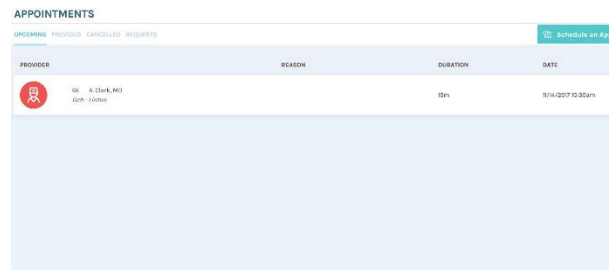 APPOINTMENTS
UPCOMING PREVIOUS CANCELLED REQUESTS
Schedule an Ap
PROVIDER REASON DURATION DATE
A. Clark, MD 15m 11/14/2017 10:30am